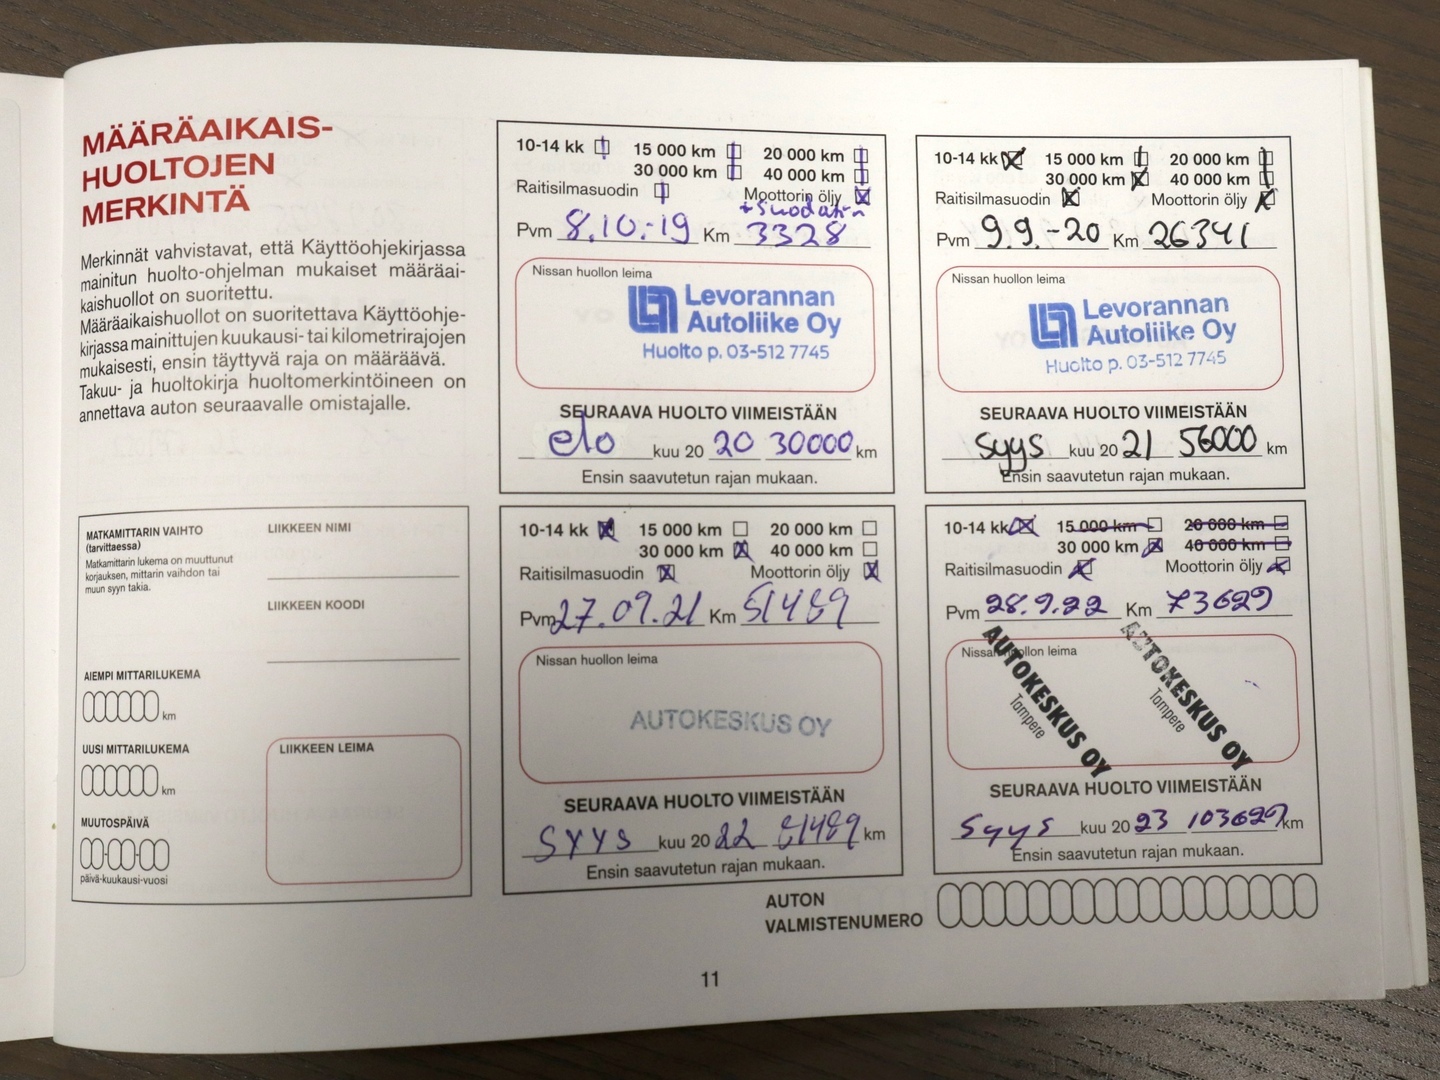 MÄÄRÄAIKAIS-
HUOLTOJEN
MERKINTÄ
Merkinnät vahvistavat, että Käyttöohjekirjassa
mainitun huolto-ohjelman mukaiset määräai-
kaishuollot on suoritettu.
Määräaikaishuollot on suoritettava Käyttöohje-
kirjassa mainittujen kuukausi- tai kilometrirajojen
mukaisesti, ensin täyttyvä raja on määräävä.
Takuu- ja huoltokirja huoltomerkintöineen on
annettava auton seuraavalle omistajalle.
10-14 kk 15 000 km 20 000 km
30 000 km 40 000 km
Raitisilmasuodin Moottorin öljy
+suodatin
Pvm 8.10.-19 Km 3328
Nissan huollon leima
Levorannan
Autoliike Oy
Huolto p. 03-512 7745
SEURAAVA HUOLTO VIIMEISTÄÄN
elo kuu 20 20 30000 km
Ensin saavutetun rajan mukaan.
10-14 kk 15 000 km 20 000 km
30 000 km 40 000 km
Raitisilmasuodin Moottorin öljy
Pvm 9.9.-20 Km 26341
Nissan huollon leima
Levorannan
Autoliike Oy
Huolto p. 03-512 7745
SEURAAVA HUOLTO VIIMEISTÄÄN
syys kuu 20 21 56000 km
Ensin saavutetun rajan mukaan.
MATKAMITTARIN VAIHTO
(tarvittaessa)
Matkamittarin lukema on muuttunut
korjauksen, mittarin vaihdon tai
muun syyn takia.
LIIKKEEN NIMI
LIIKKEEN KOODI
AIEMPI MITTARILUKEMA
km
UUSI MITTARILUKEMA
km
MUUTOSPÄIVÄ
päivä-kuukausi-vuosi
LIIKKEEN LEIMA
10-14 kk 15 000 km 20 000 km
30 000 km 40 000 km
Raitisilmasuodin Moottorin öljy
Pvm 27.09.21 Km 51489
Nissan huollon leima
AUTOKESKUS OY
SEURAAVA HUOLTO VIIMEISTÄÄN
SYYS kuu 20 22 81489 km
Ensin saavutetun rajan mukaan.
10-14 kk 15 000 km 20 000 km
30 000 km 40 000 km
Raitisilmasuodin Moottorin öljy
Pvm 28.9.22 Km 73629
Nissan huollon leima
AUTOKESKUS OY
Tampere
AUTOKESKUS OY
Tampere
SEURAAVA HUOLTO VIIMEISTÄÄN
Syys kuu 20 23 103629 km
Ensin saavutetun rajan mukaan.
AUTON
VALMISTENUMERO
11